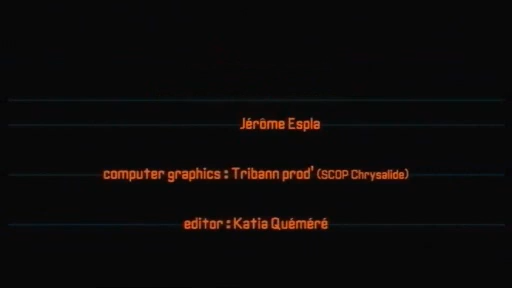 Jérôme Espla
computer graphics : Tribann prod' (SCOP Chrysalide)
editor : Katia Quéméré